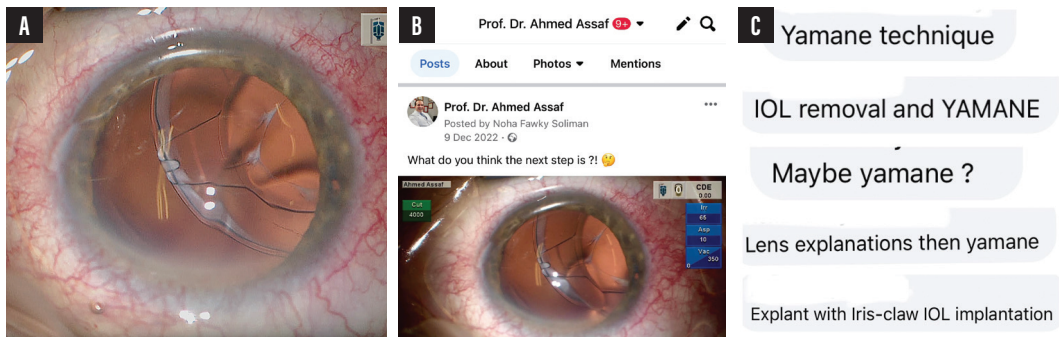 A
B
Prof. Dr. Ahmed Assaf 9+
Posts About Photos Mentions
Prof. Dr. Ahmed Assaf
Posted by Noha Fawky Soliman
9 Dec 2022
What do you think the next step is ?! 🤔
Ahmed Assaf
Cut
4000
CDE
0.00
Irr
65
Asp
10
Vac
350
0
C
Yamane technique
IOL removal and YAMANE
Maybe yamane ?
Lens explanations then yamane
Explant with Iris-claw IOL implantation